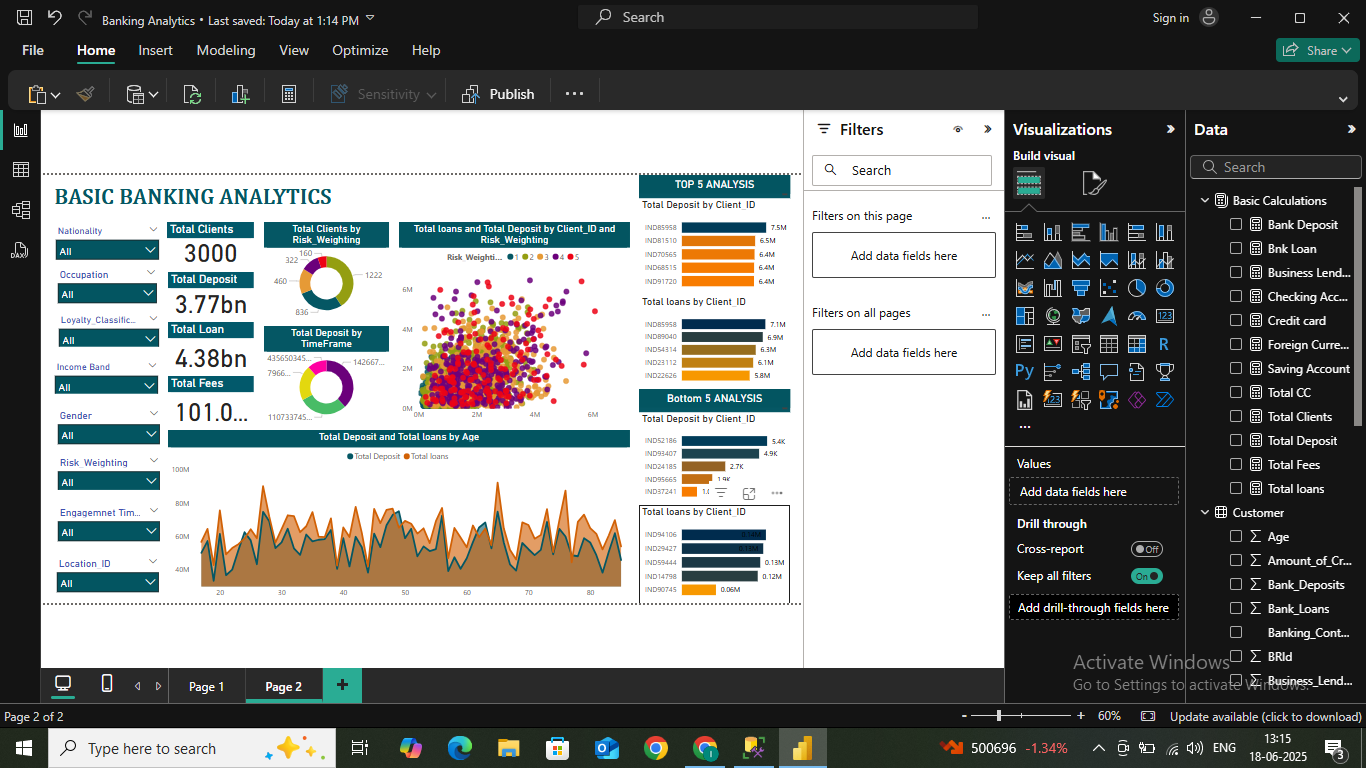 Banking Analytics • Last saved: Today at 1:14 PM
Search
Sign in
File
Home
Insert
Modeling
View
Optimize
Help
Share
Sensitivity
Publish
BASIC BANKING ANALYTICS
Nationality
All
Occupation
All
Loyalty_Classific...
All
Income Band
All
Gender
All
Risk_Weighting
All
Engagemnet Tim...
All
Location_ID
All
Total Clients
3000
Total Deposit
3.77bn
Total Loan
4.38bn
Total Fees
101.0...
Total Clients by
Risk_Weighting
160
322
460
836
1222
Total Deposit by
TimeFrame
435650345...
7966...
142667...
110733745...
Total loans and Total Deposit by Client_ID and
Risk_Weighting
Risk_Weighti... 1 2 3 4 5
6M
4M
2M
0M
0M 2M 4M 6M
Total Deposit and Total loans by Age
Total Deposit Total loans
100M
80M
60M
40M
20 30 40 50 60 70 80
TOP 5 ANALYSIS
Total Deposit by Client_ID
IND85958 7.5M
IND81510 6.5M
IND70565 6.4M
IND68515 6.4M
IND91720 6.4M
Total loans by Client_ID
IND85958 7.1M
IND89040 6.9M
IND54314 6.3M
IND23112 6.1M
IND22626 5.8M
Bottom 5 ANALYSIS
Total Deposit by Client_ID
IND52186 5.4K
IND93407 4.9K
IND24185 2.7K
IND95665 1.9K
IND37241
Total loans by Client_ID
IND94106
IND29427
IND59444 0.13M
IND14798 0.12M
IND90745 0.06M
Filters
Search
Filters on this page
...
Add data fields here
Filters on all pages
...
Add data fields here
Visualizations
Build visual
R
Py
123
...
Values
Add data fields here
Drill through
Cross-report
Off
Keep all filters
On
Add drill-through fields here
Data
Search
Basic Calculations
Bank Deposit
Bnk Loan
Business Lend...
Checking Acc...
Credit card
Foreign Curre...
Saving Account
Total CC
Total Clients
Total Deposit
Total Fees
Total loans
Customer
Age
Amount_of_Cr...
Bank_Deposits
Bank_Loans
Banking_Cont...
BRId
Business_Lend...
Activate Windows
Go to Settings to activate Windows.
Page 1
Page 2
+
Page 2 of 2
- + 60%
Update available (click to download)
Type here to search
500696 -1.34%
ENG
13:15
18-06-2025
3